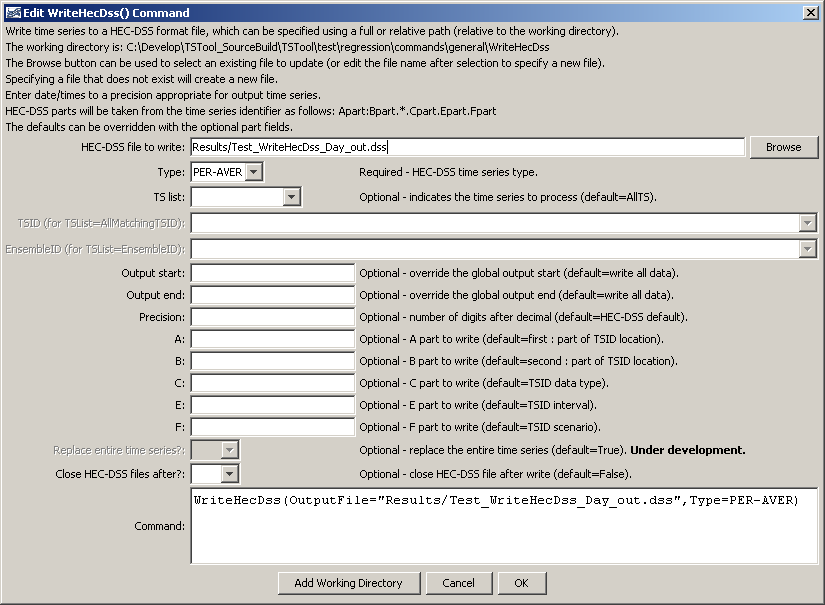 Edit WriteHecDss() Command
Write time series to a HEC-DSS format file, which can be specified using a full or relative path (relative to the working directory).
The working directory is: C:\Develop\TSTool_SourceBuild\TSTool\test\regression\commands\general\WriteHecDss
The Browse button can be used to select an existing file to update (or edit the file name after selection to specify a new file).
Specifying a file that does not exist will create a new file.
Enter date/times to a precision appropriate for output time series.
HEC-DSS parts will be taken from the time series identifier as follows: Apart:Bpart.*.Cpart.Epart.Fpart
The defaults can be overridden with the optional part fields.
HEC-DSS file to write: Results/Test_WriteHecDss_Day_out.dss Browse
Type: PER-AVER Required - HEC-DSS time series type.
TS list: Optional - indicates the time series to process (default=AllTS).
TSID (for TSList=AllMatchingTSID):
EnsembleID (for TSList=EnsembleID):
Output start: Optional - override the global output start (default=write all data).
Output end: Optional - override the global output end (default=write all data).
Precision: Optional - number of digits after decimal (default=HEC-DSS default).
A: Optional - A part to write (default=first : part of TSID location).
B: Optional - B part to write (default=second : part of TSID location).
C: Optional - C part to write (default=TSID data type).
E: Optional - E part to write (default=TSID interval).
F: Optional - F part to write (default=TSID scenario).
Replace entire time series?: Optional - replace the entire time series (default=True). Under development.
Close HEC-DSS files after?: Optional - close HEC-DSS file after write (default=False).
Command: WriteHecDss(OutputFile="Results/Test_WriteHecDss_Day_out.dss",Type=PER-AVER)
Add Working Directory Cancel OK